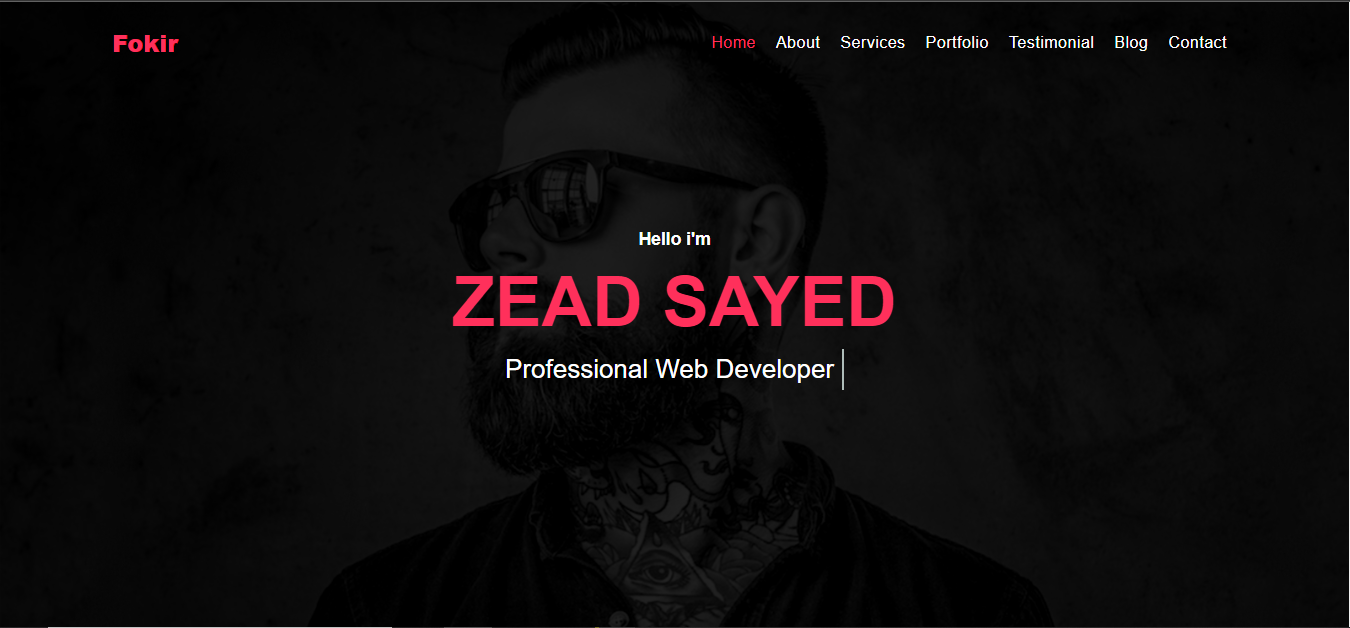 Fokir
Home About Services Portfolio Testimonial Blog Contact
Hello i'm
ZEAD SAYED
Professional Web Developer